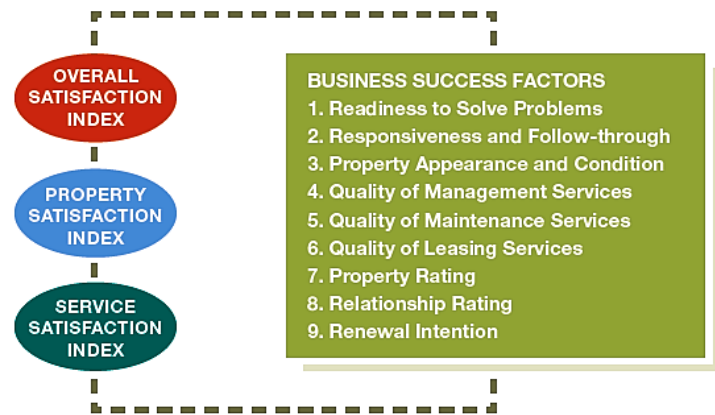 OVERALL
SATISFACTION
INDEX
PROPERTY
SATISFACTION
INDEX
SERVICE
SATISFACTION
INDEX
BUSINESS SUCCESS FACTORS
1. Readiness to Solve Problems
2. Responsiveness and Follow-through
3. Property Appearance and Condition
4. Quality of Management Services
5. Quality of Maintenance Services
6. Quality of Leasing Services
7. Property Rating
8. Relationship Rating
9. Renewal Intention